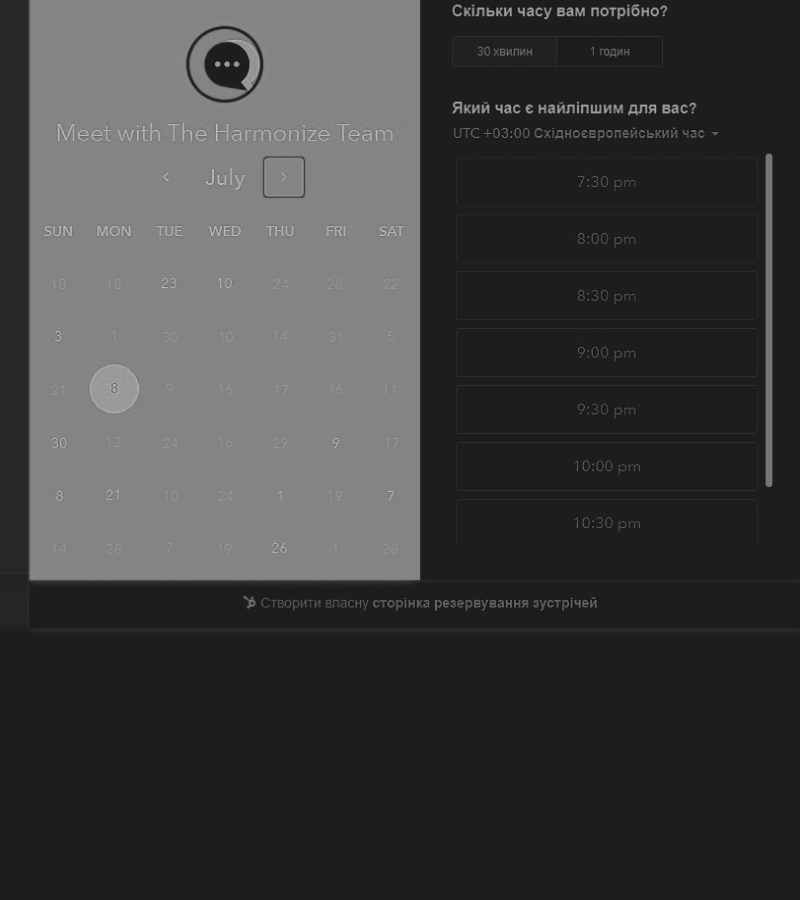 Meet with The Harmonize Team
July
SUN MON TUE WED THU FRI SAT
18 18 23 10 24 28 22
3 1 30 10 14 31 6
21 8 9 16 17 16 11
30 12 24 16 29 9 17
8 21 10 24 1 19 7
14 28 7 19 26 1 28
Скільки часу вам потрібно?
30 хвилин 1 годин
Який час є найліпшим для вас?
UTC +03:00 Східноєвропейський час
7:30 pm
8:00 pm
8:30 pm
9:00 pm
9:30 pm
10:00 pm
10:30 pm
Створити власну сторінка резервування зустрічей